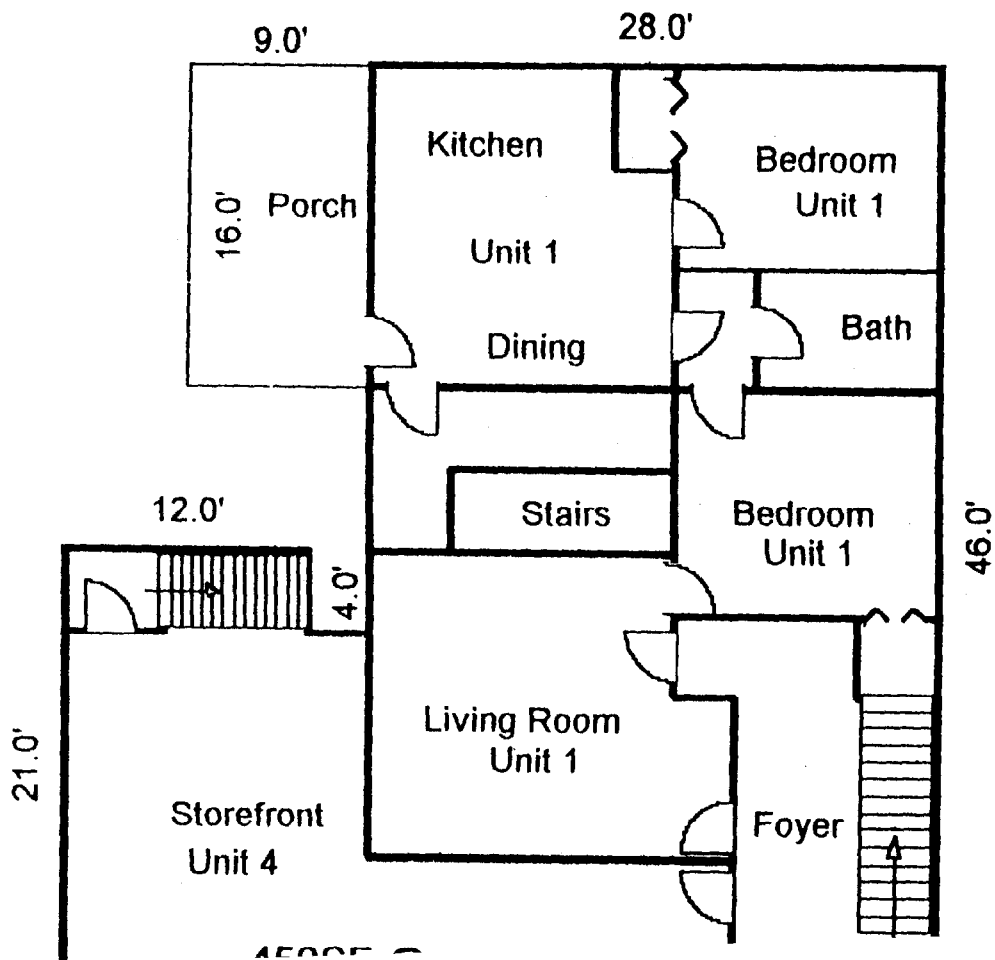 9.0'
28.0'
Kitchen
Bedroom
Unit 1
Porch
16.0'
Unit 1
Bath
Dining
12.0'
Stairs
Bedroom
Unit 1
46.0'
4.0'
Living Room
Unit 1
21.0'
Storefront
Unit 4
Foyer